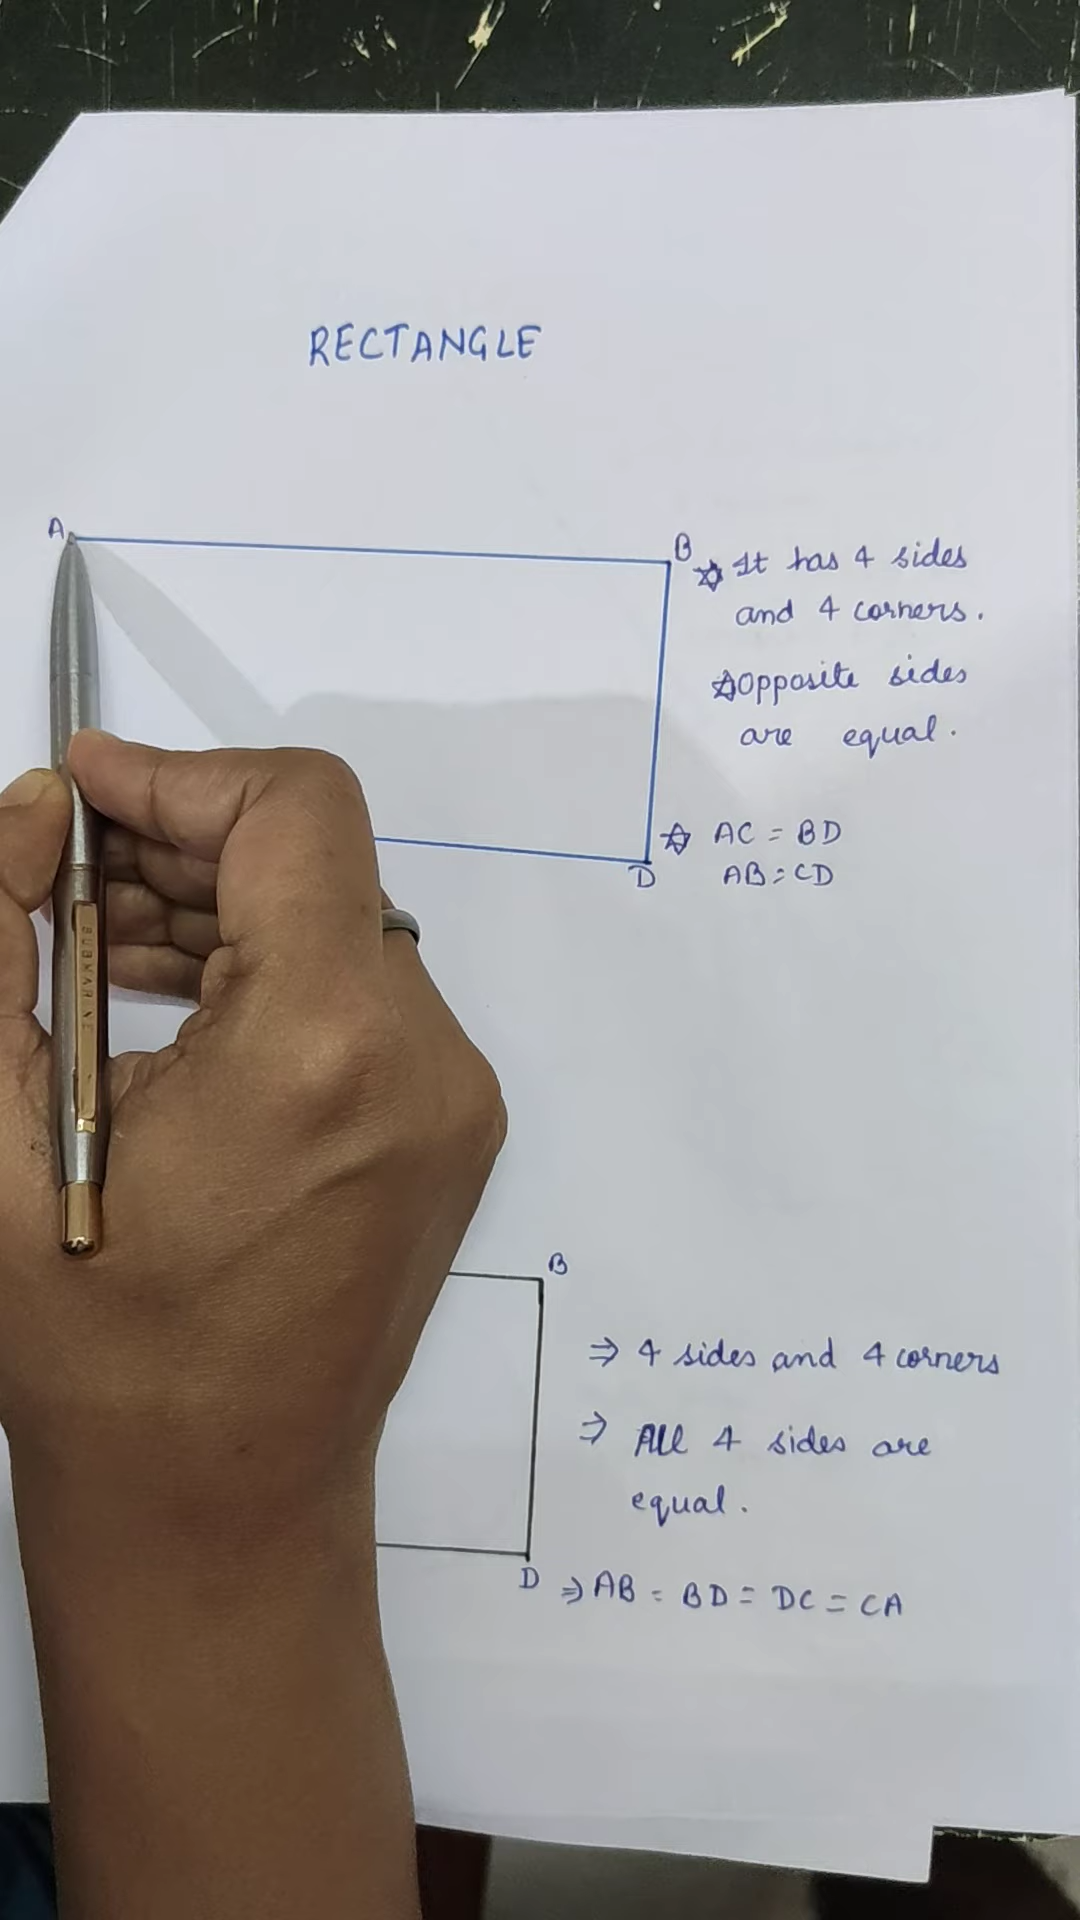 RECTANGLE
A
B
☆ It has 4 sides
and 4 corners.
☆ Opposite sides
are equal.
☆ AC = BD
AB = CD
D
SUBMARINE
B
⇒ 4 sides and 4 corners
⇒ All 4 sides are
equal.
D ⇒ AB = BD = DC = CA